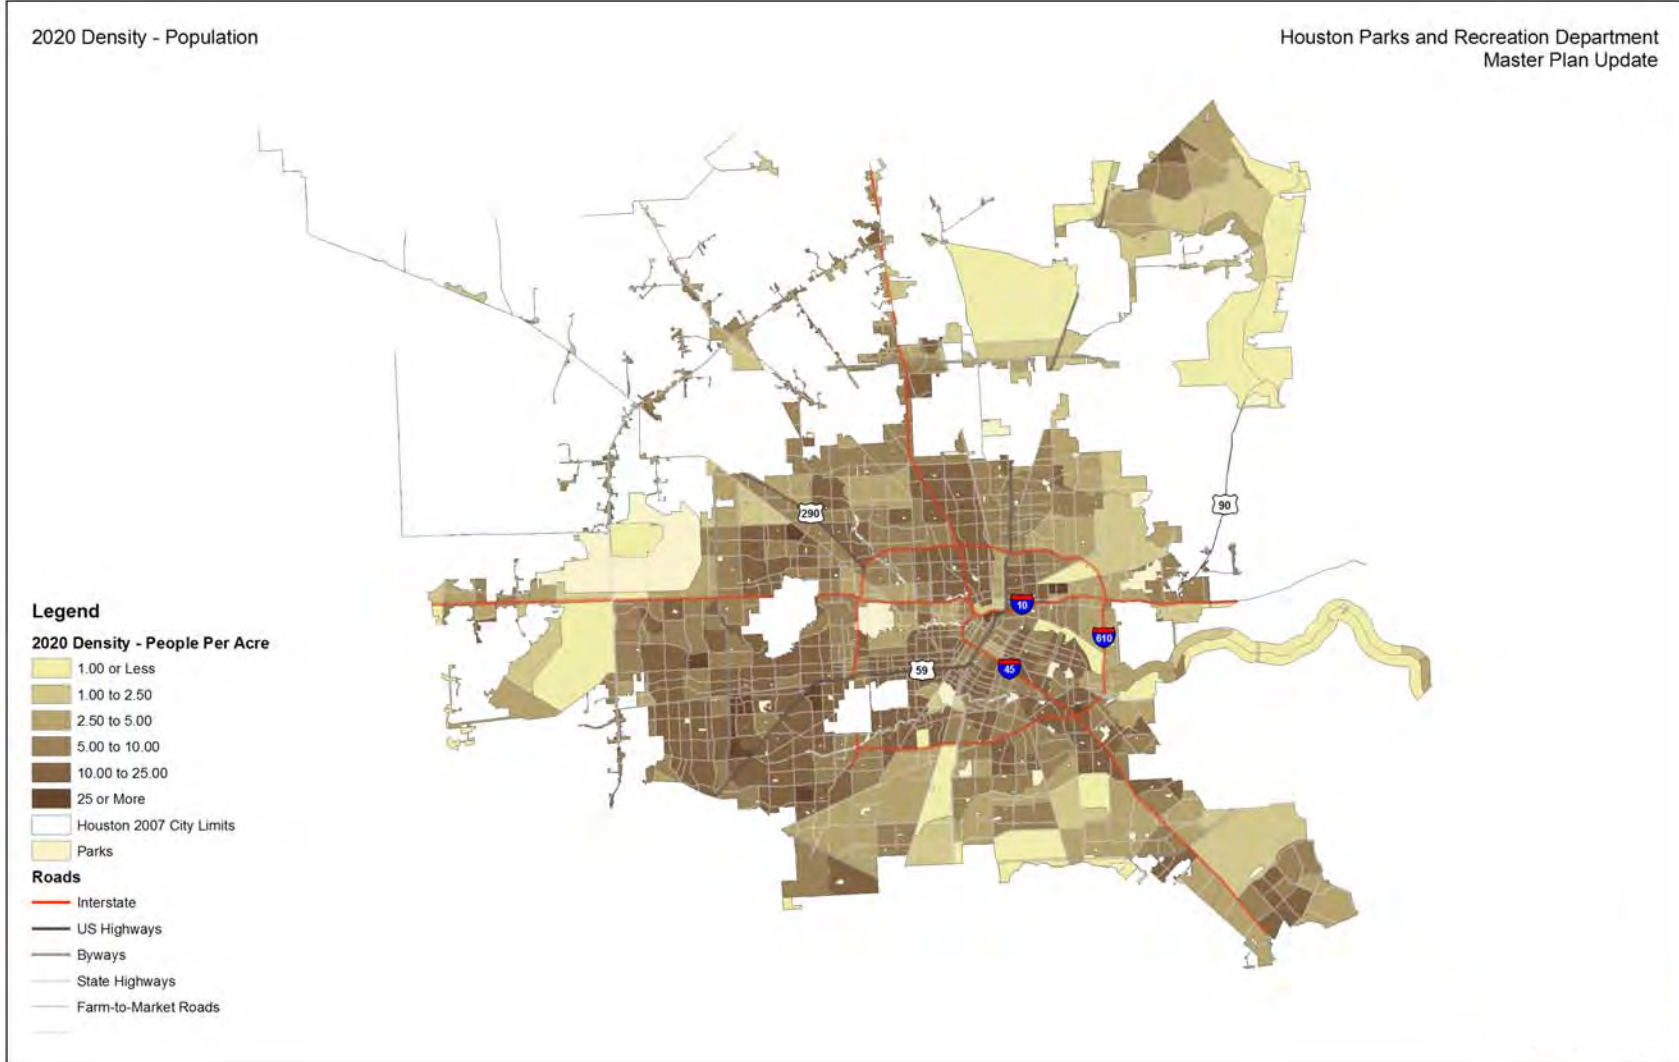 2020 Density - Population
Houston Parks and Recreation Department
Master Plan Update
290
90
10
610
59
45
Legend
2020 Density - People Per Acre
1.00 or Less
1.00 to 2.50
2.50 to 5.00
5.00 to 10.00
10.00 to 25.00
25 or More
Houston 2007 City Limits
Parks
Roads
Interstate
US Highways
Byways
State Highways
Farm-to-Market Roads